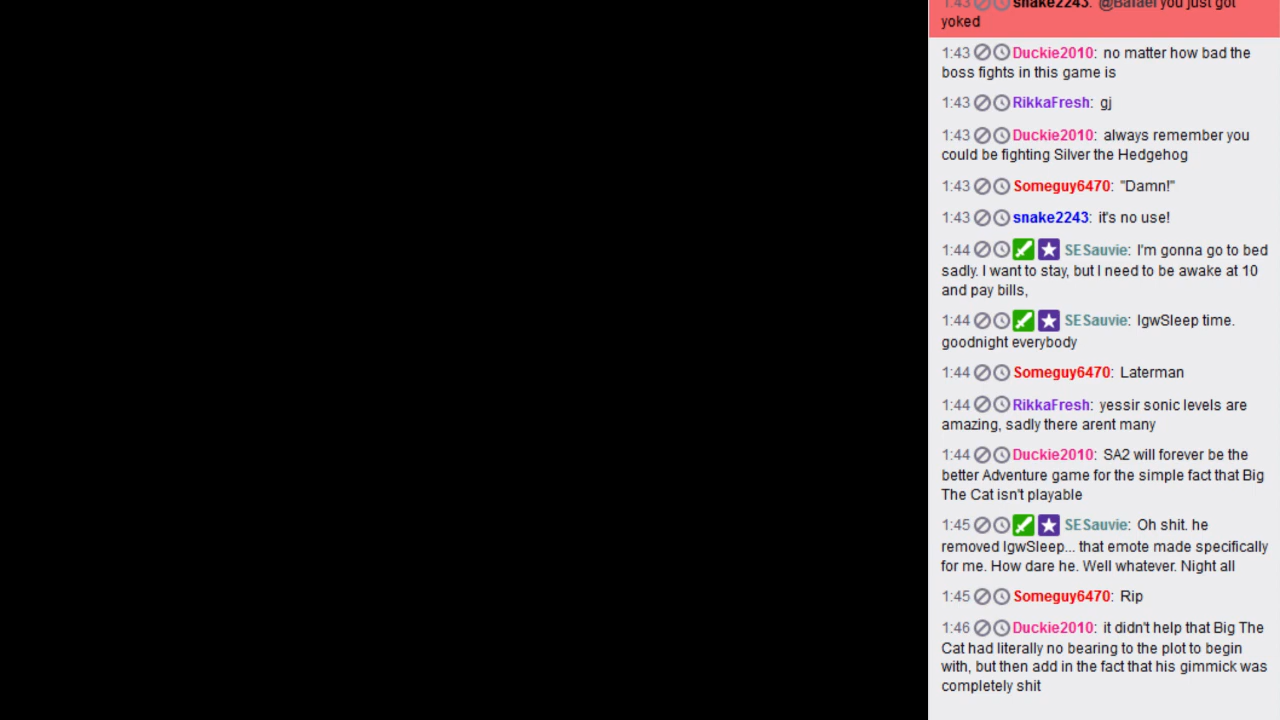 1:43 snake2243: @Bafael you just got
yoked
1:43 Duckie2010: no matter how bad the
boss fights in this game is
1:43 RikkaFresh: gj
1:43 Duckie2010: always remember you
could be fighting Silver the Hedgehog
1:43 Someguy6470: "Damn!"
1:43 snake2243: it's no use!
1:44 SESauvie: I'm gonna go to bed
sadly. I want to stay, but I need to be awake at 10
and pay bills,
1:44 SESauvie: lgwSleep time.
goodnight everybody
1:44 Someguy6470: Laterman
1:44 RikkaFresh: yessir sonic levels are
amazing, sadly there arent many
1:44 Duckie2010: SA2 will forever be the
better Adventure game for the simple fact that Big
The Cat isn't playable
1:45 SESauvie: Oh shit. he
removed lgwSleep... that emote made specifically
for me. How dare he. Well whatever. Night all
1:45 Someguy6470: Rip
1:46 Duckie2010: it didn't help that Big The
Cat had literally no bearing to the plot to begin
with, but then add in the fact that his gimmick was
completely shit